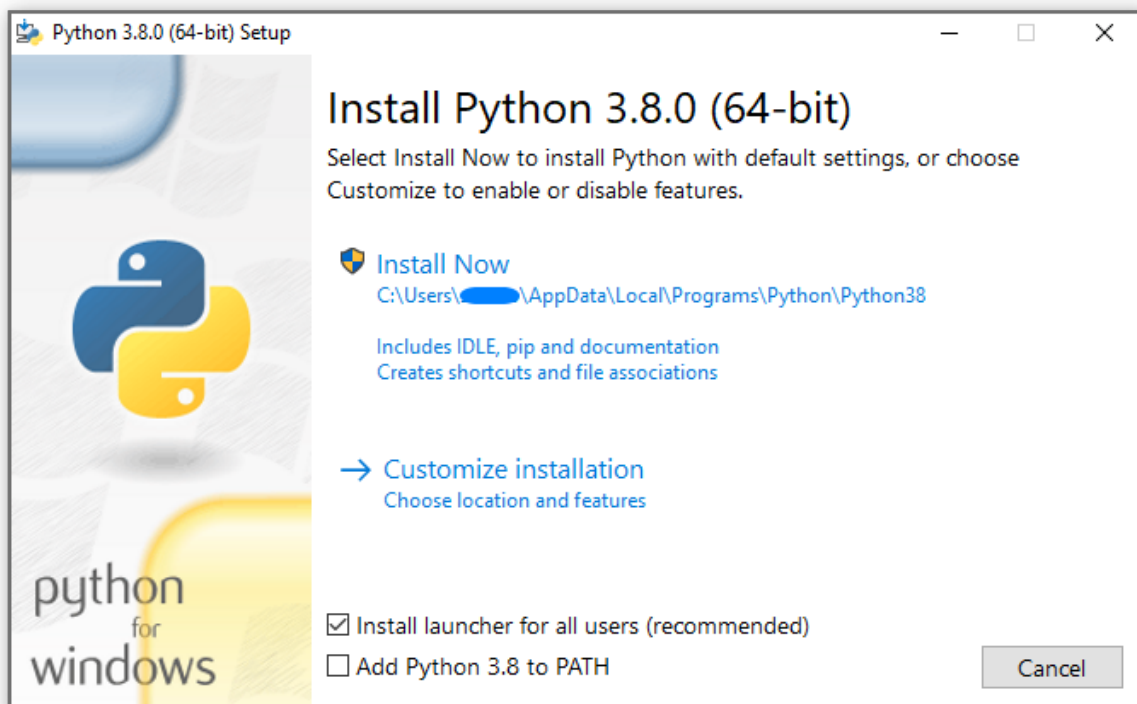 Python 3.8.0 (64-bit) Setup
Install Python 3.8.0 (64-bit)
Select Install Now to install Python with default settings, or choose
Customize to enable or disable features.
Install Now
C:\Users\ \AppData\Local\Programs\Python\Python38
Includes IDLE, pip and documentation
Creates shortcuts and file associations
Customize installation
Choose location and features
python
for
windows
Install launcher for all users (recommended)
Add Python 3.8 to PATH
Cancel